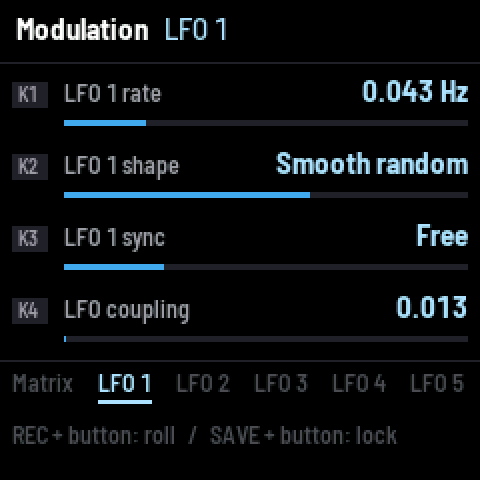 Modulation LFO 1
K1 LFO 1 rate 0.043 Hz
K2 LFO 1 shape Smooth random
K3 LFO 1 sync Free
K4 LFO coupling 0.013
Matrix LFO 1 LFO 2 LFO 3 LFO 4 LFO 5
REC + button: roll / SAVE + button: lock